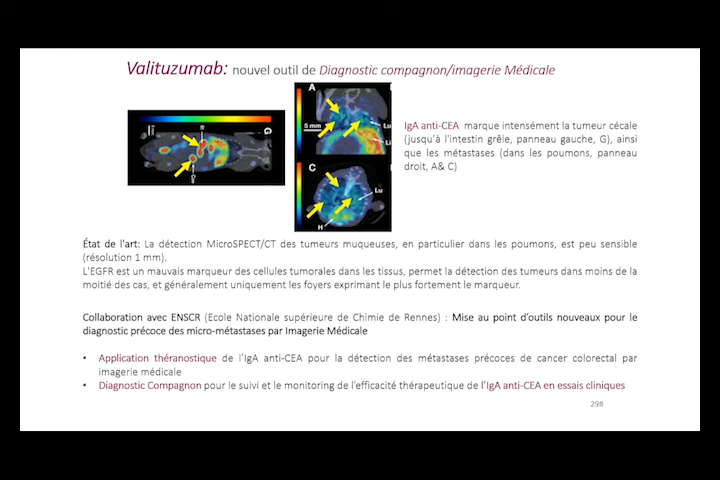 Valituzumab: nouvel outil de Diagnostic compagnon/imagerie Médicale
A
5 mm
Lu
G
C
Lu
H
IgA anti-CEA marque intensément la tumeur cécale
(jusqu'à l'intestin grêle, panneau gauche, G), ainsi
que les métastases (dans les poumons, panneau
droit, A& C)
État de l'art: La détection MicroSPECT/CT des tumeurs muqueuses, en particulier dans les poumons, est peu sensible
(résolution 1 mm).
L'EGFR est un mauvais marqueur des cellules tumorales dans les tissus, permet la détection des tumeurs dans moins de la
moitié des cas, et généralement uniquement les foyers exprimant le plus fortement le marqueur.
Collaboration avec ENSCR (Ecole Nationale supérieure de Chimie de Rennes) : Mise au point d'outils nouveaux pour le
diagnostic précoce des micro-métastases par Imagerie Médicale
• Application théranostique de l'IgA anti-CEA pour la détection des métastases précoces de cancer colorectal par
imagerie médicale
• Diagnostic Compagnon pour le suivi et le monitoring de l'efficacité thérapeutique de l'IgA anti-CEA en essais cliniques
298